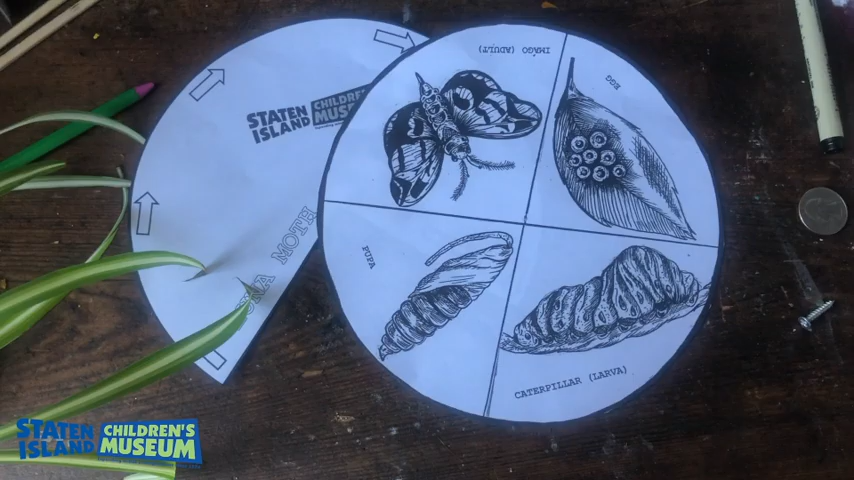 IMAGO (ADULT)
EGG
STATEN
ISLAND
CHILDREN'S
MUSEUM
MOTH
PUPA
CATERPILLAR (LARVA)
STATEN
ISLAND
CHILDREN'S
MUSEUM